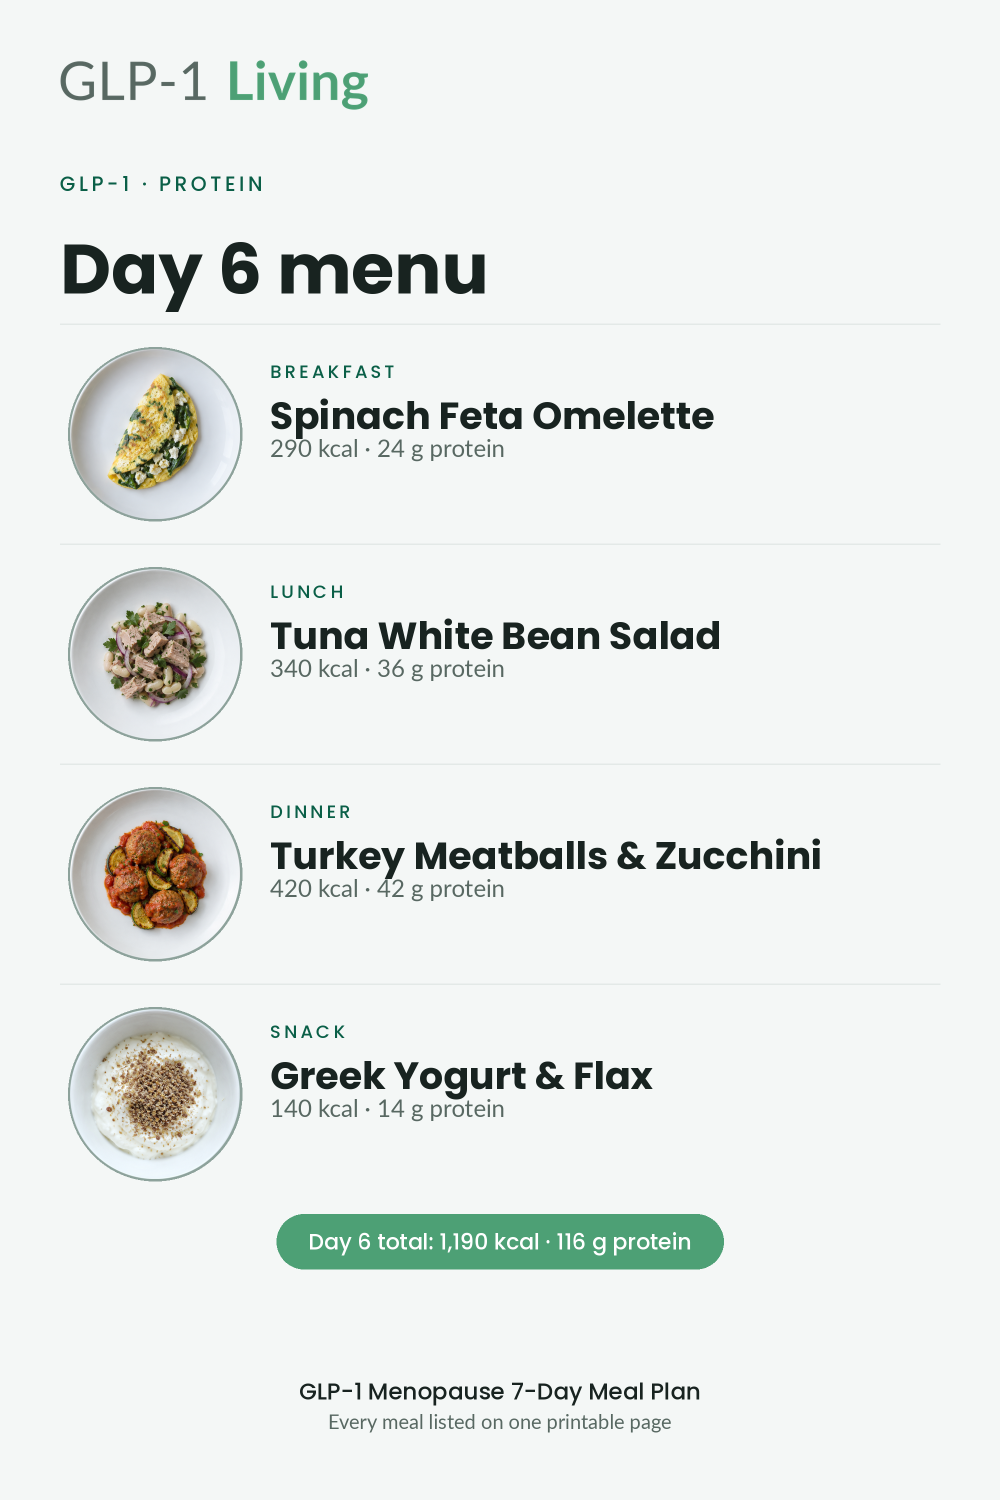 GLP-1 Living
GLP-1 · PROTEIN
Day 6 menu
BREAKFAST
Spinach Feta Omelette
290 kcal · 24 g protein
LUNCH
Tuna White Bean Salad
340 kcal · 36 g protein
DINNER
Turkey Meatballs & Zucchini
420 kcal · 42 g protein
SNACK
Greek Yogurt & Flax
140 kcal · 14 g protein
Day 6 total: 1,190 kcal · 116 g protein
GLP-1 Menopause 7-Day Meal Plan
Every meal listed on one printable page